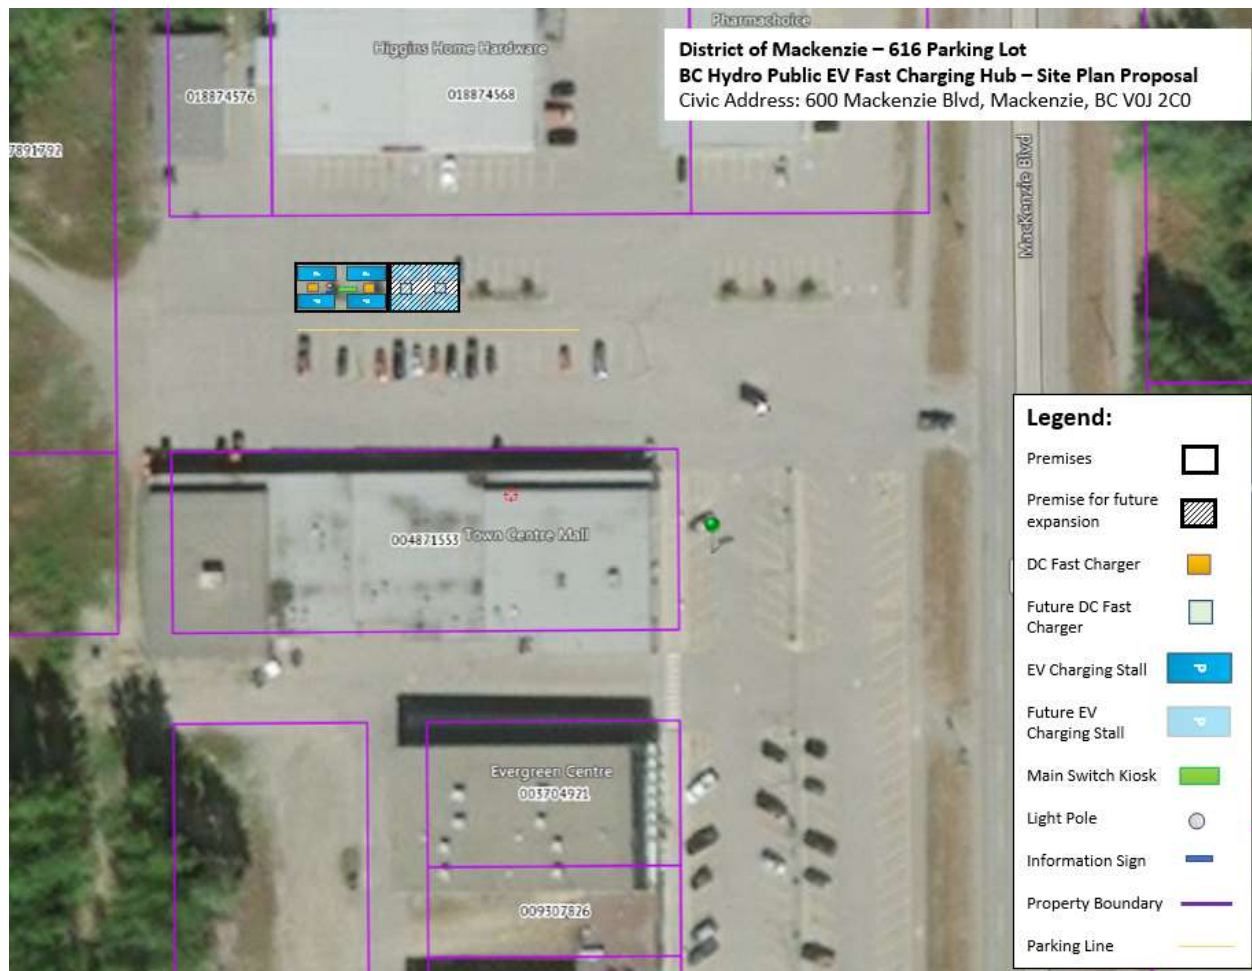 Pharmachoice
Higgins Home Hardware
District of Mackenzie – 616 Parking Lot
BC Hydro Public EV Fast Charging Hub – Site Plan Proposal
Civic Address: 600 Mackenzie Blvd, Mackenzie, BC V0J 2C0
018874576
018874568
7891792
MacKenzie Blvd
P
P
P
P
Legend:
Premises
Premise for future
expansion
DC Fast Charger
Future DC Fast
Charger
EV Charging Stall
P
Future EV
Charging Stall
P
Main Switch Kiosk
Light Pole
Information Sign
Property Boundary
Parking Line
004871553
Town Centre Mall
Evergreen Centre
003704921
009307826